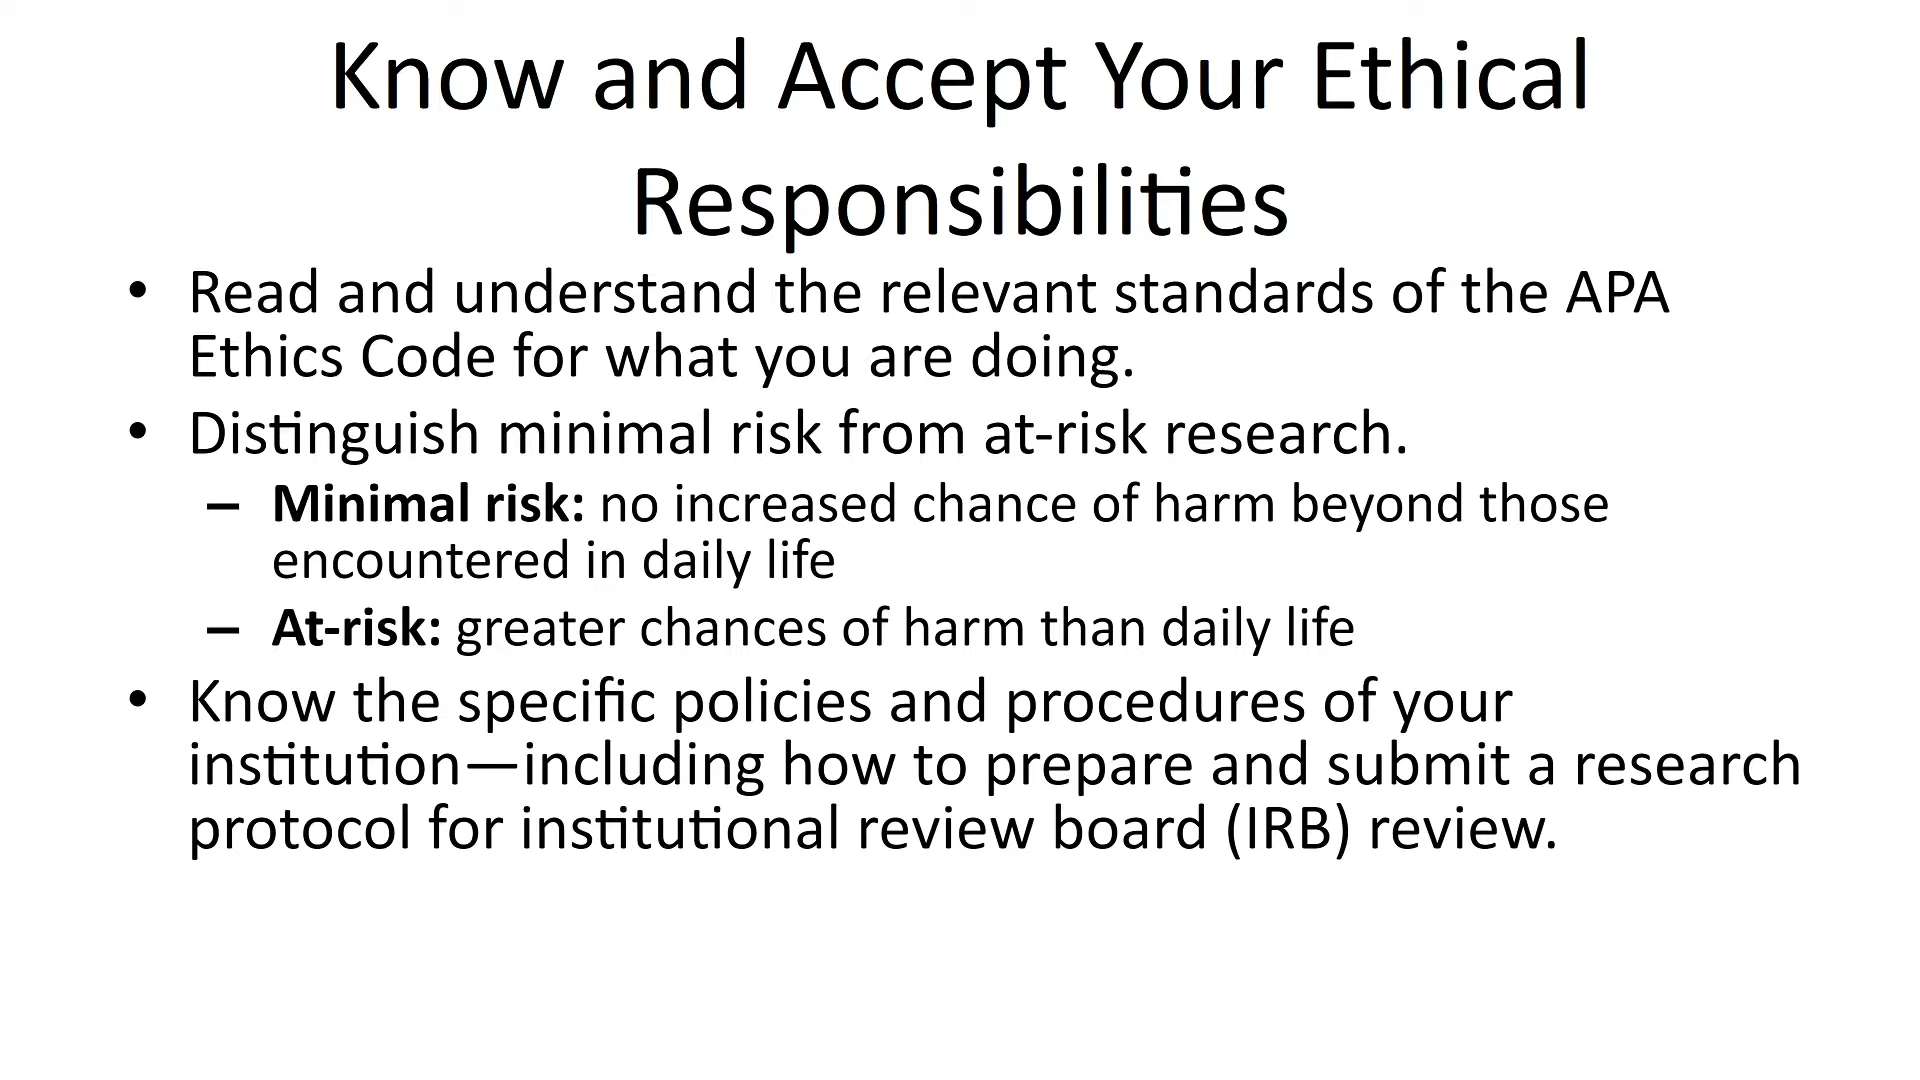 Know and Accept Your Ethical
Responsibilities
• Read and understand the relevant standards of the APA
Ethics Code for what you are doing.
• Distinguish minimal risk from at-risk research.
– Minimal risk: no increased chance of harm beyond those
encountered in daily life
– At-risk: greater chances of harm than daily life
• Know the specific policies and procedures of your
institution—including how to prepare and submit a research
protocol for institutional review board (IRB) review.